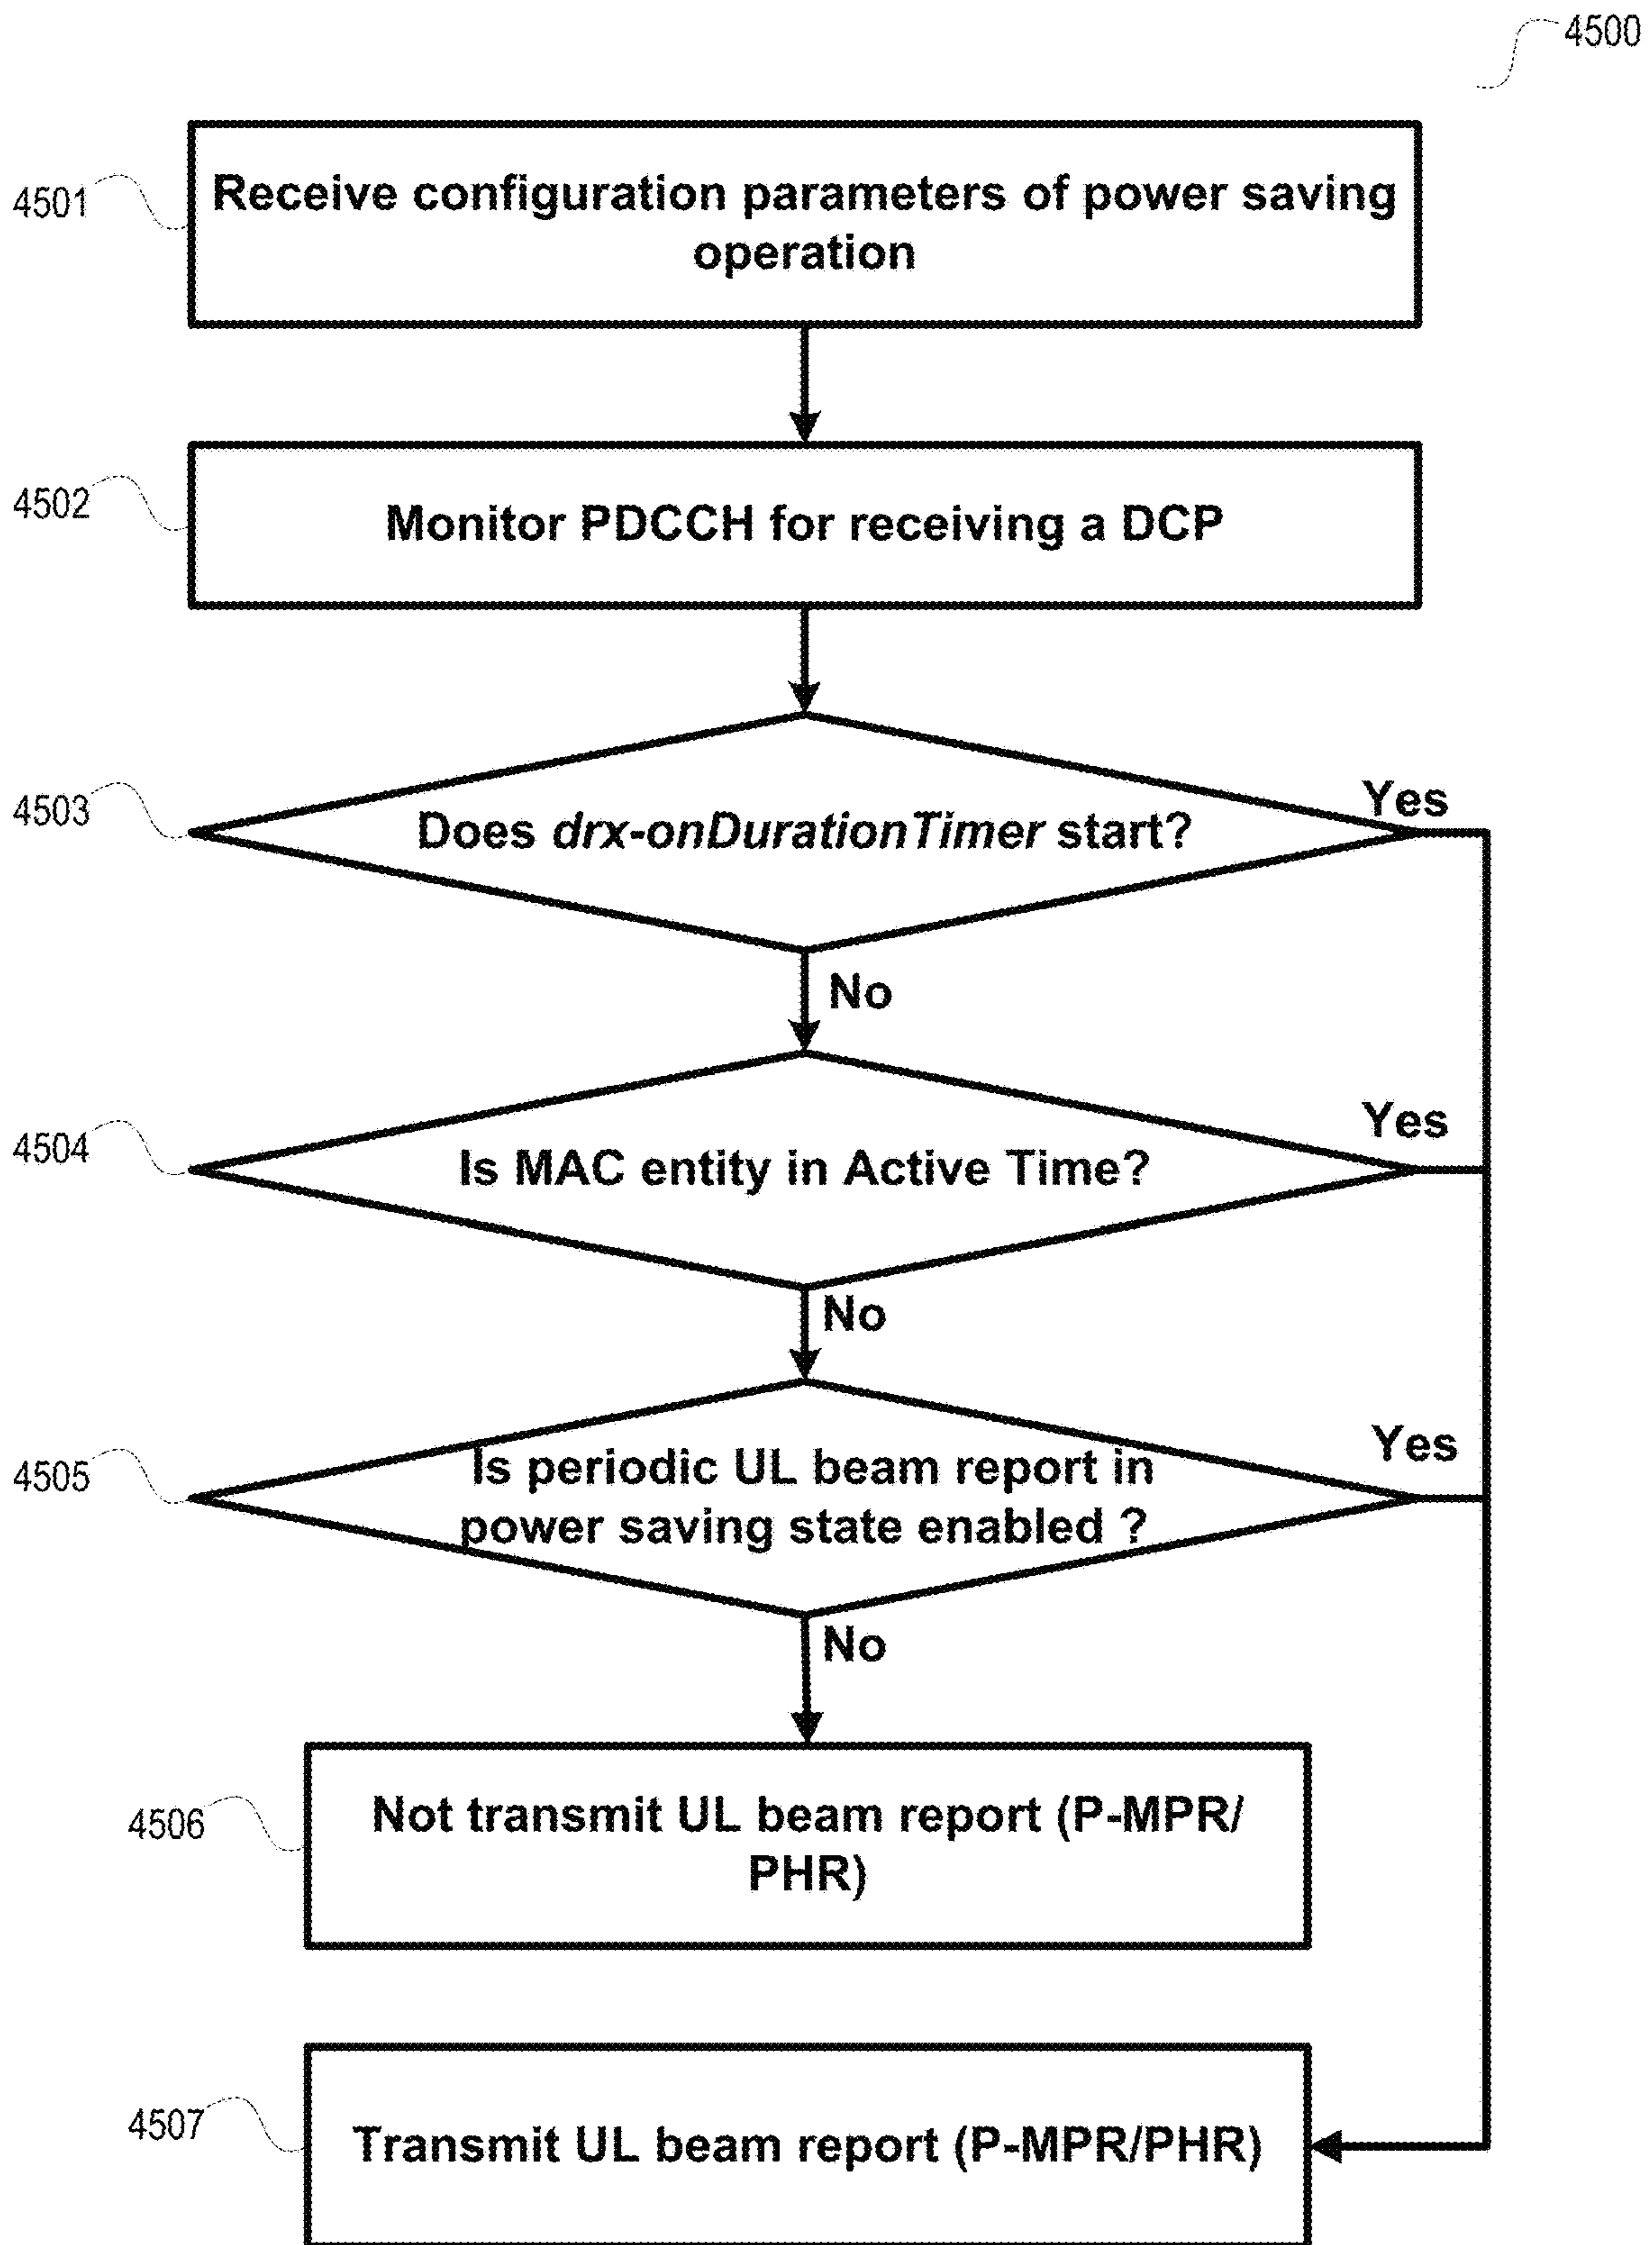 4500
4501
Receive configuration parameters of power saving
operation
4502
Monitor PDCCH for receiving a DCP
4503
Does drx-onDurationTimer start?
Yes
No
4504
Is MAC entity in Active Time?
Yes
No
4505
Is periodic UL beam report in
power saving state enabled ?
Yes
No
4506
Not transmit UL beam report (P-MPR/
PHR)
4507
Transmit UL beam report (P-MPR/PHR)